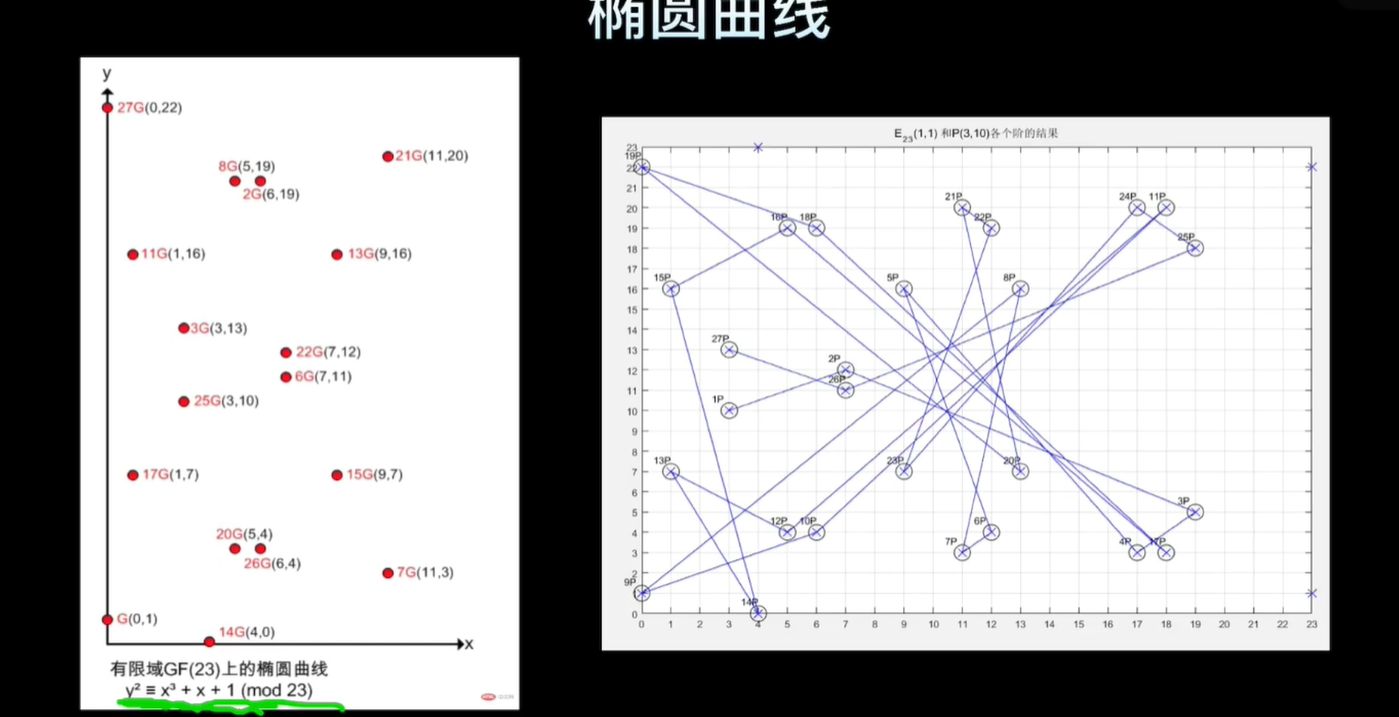 椭圆曲线
y
27G(0,22)
21G(11,20)
8G(5,19)
2G(6,19)
11G(1,16)
13G(9,16)
3G(3,13)
22G(7,12)
6G(7,11)
25G(3,10)
17G(1,7)
15G(9,7)
20G(5,4)
26G(6,4)
7G(11,3)
G(0,1)
14G(4,0)
x
有限域GF(23)上的椭圆曲线
y² ≡ x³ + x + 1 (mod 23)
E₂₃(1,1) 和P(3,10)各个阶的结果
23
19P
22
21
21P
24P
11P
20
16P
18P
22P
19
25P
18
17
15P
5P
8P
16
15
14
27P
13
2P
12
26P
11
1P
10
9
8
13P
23P
20P
7
6
3P
5
12P
10P
6P
4
7P
4P
17P
3
2
9P
1
14P
0
0 1 2 3 4 5 6 7 8 9 10 11 12 13 14 15 16 17 18 19 20 21 22 23